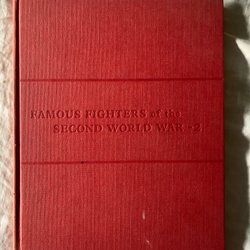 FAMOUS FIGHTERS of the
SECOND WORLD WAR -2